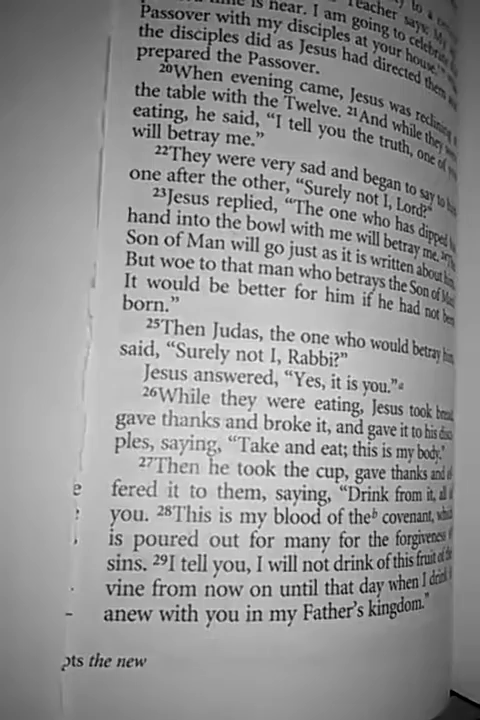 time is near. I am going to celebrate
Passover with my disciples at your house.'"
the disciples did as Jesus had directed them
prepared the Passover.
20When evening came, Jesus was reclining
the table with the Twelve. 21And while they
eating, he said, "I tell you the truth, one of
will betray me."
22They were very sad and began to say to
one after the other, "Surely not I, Lord?"
23Jesus replied, "The one who has dipped
hand into the bowl with me will betray me. 24The
Son of Man will go just as it is written about him.
But woe to that man who betrays the Son of Man!
It would be better for him if he had not been
born."
25Then Judas, the one who would betray him,
said, "Surely not I, Rabbi?"
Jesus answered, "Yes, it is you."a
26While they were eating, Jesus took bread,
gave thanks and broke it, and gave it to his disci-
ples, saying, "Take and eat; this is my body."
27Then he took the cup, gave thanks and of-
fered it to them, saying, "Drink from it, all of
you. 28This is my blood of theb covenant, which
is poured out for many for the forgiveness of
sins. 29I tell you, I will not drink of this fruit of the
vine from now on until that day when I drink it
anew with you in my Father's kingdom."
pts the new